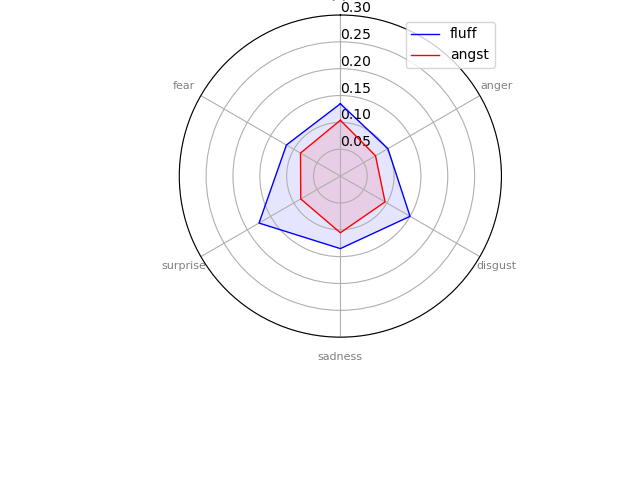 0.30
0.25
0.20
0.15
0.10
0.05
fluff
angst
fear
anger
surprise
disgust
sadness